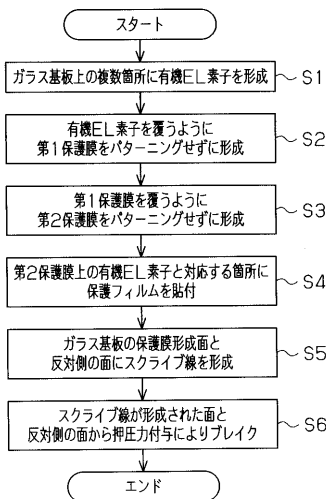 スタート
ガラス基板上の複数箇所に有機EL素子を形成 S1
有機EL素子を覆うように
第1保護膜をパターニングせずに形成
S2
第1保護膜を覆うように
第2保護膜をパターニングせずに形成
S3
第2保護膜上の有機EL素子と対応する箇所に
保護フィルムを貼付
S4
ガラス基板の保護膜形成面と
反対側の面にスクライブ線を形成
S5
スクライブ線が形成された面と
反対側の面から押圧力付与によりブレイク
S6
エンド